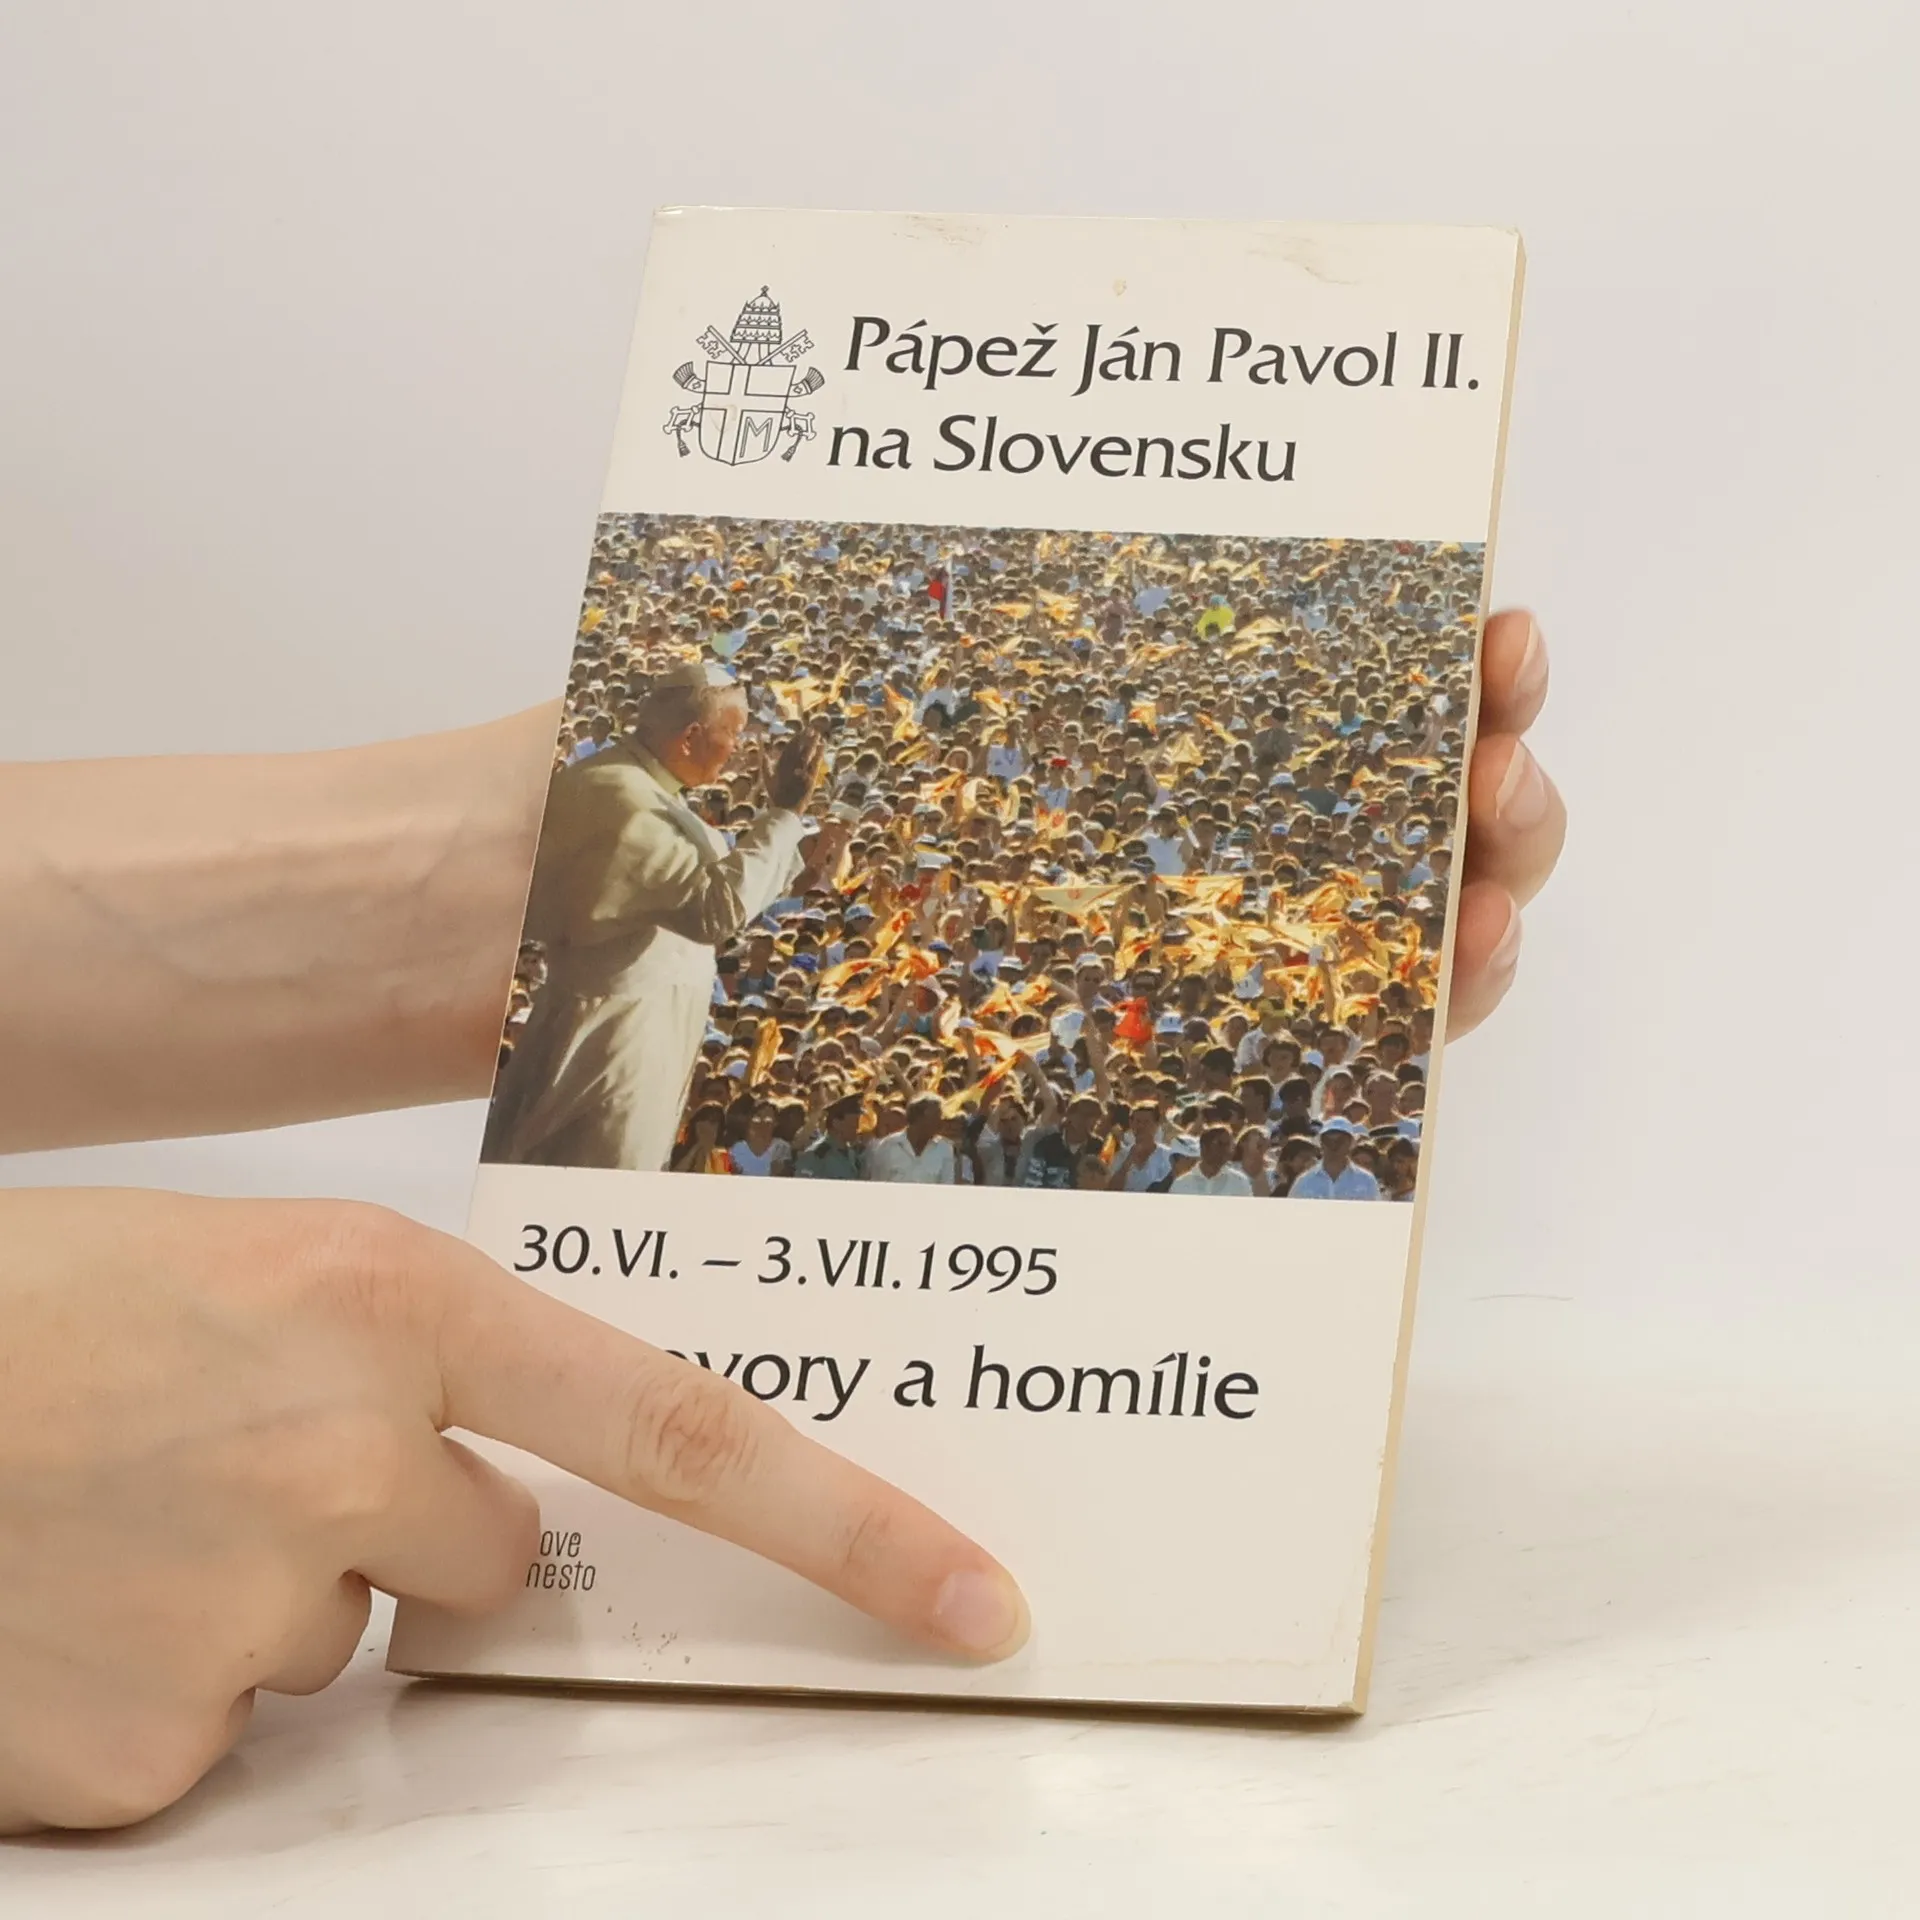 Pápež Ján Pavol II.
na Slovensku
M
30. VI. – 3. VII. 1995
a homílie